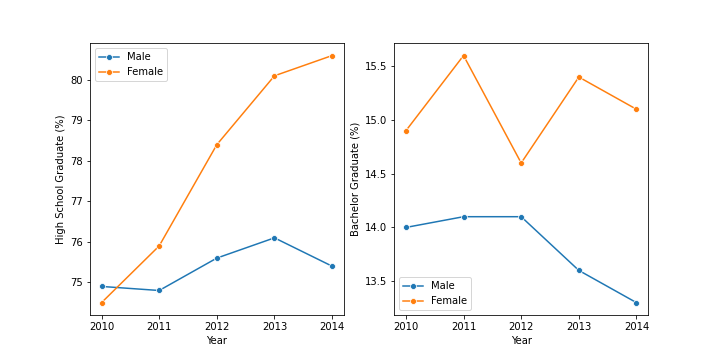 Male
Female
High School Graduate (%)
80
79
78
77
76
75
2010 2011 2012 2013 2014
Year
Bachelor Graduate (%)
15.5
15.0
14.5
14.0
13.5
Male
Female
2010 2011 2012 2013 2014
Year